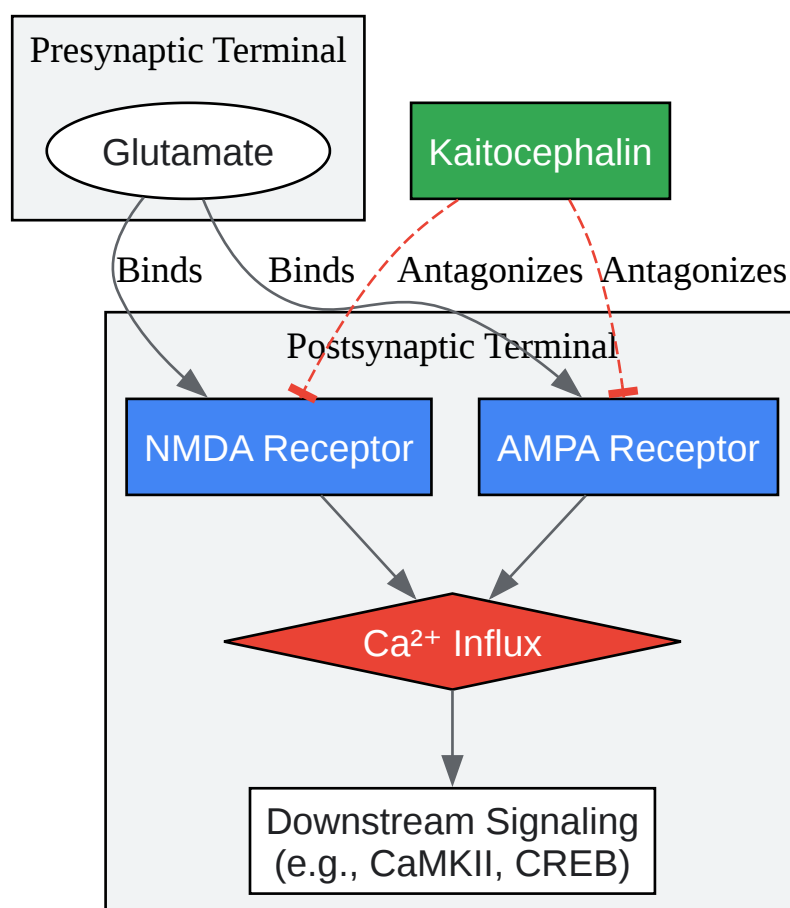 Presynaptic Terminal
Glutamate
Kaitocephalin
Binds
Binds
Antagonizes
Antagonizes
Postsynaptic Terminal
NMDA Receptor
AMPA Receptor
Ca²⁺ Influx
Downstream Signaling
(e.g., CaMKII, CREB)